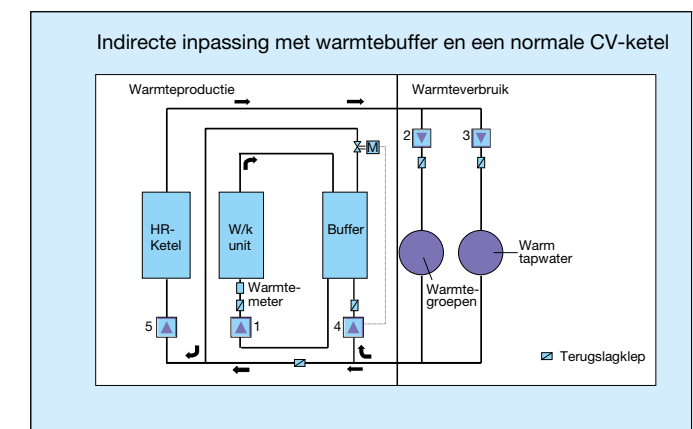 Indirecte inpassing met warmtebuffer en een normale CV-ketel
Warmteproductie
Warmteverbruik
2
3
M
HR-
Ketel
W/k
unit
Buffer
Warm
tapwater
Warmte-
meter
Warmte-
groepen
5
1
4
Terugslagklep